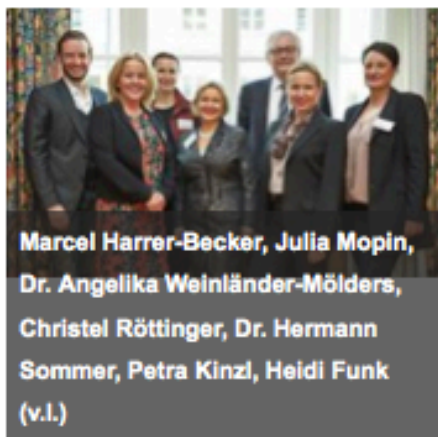 Marcel Harrer-Becker, Julia Mopin,
Dr. Angelika Weinländer-Mölders,
Christel Röttinger, Dr. Hermann
Sommer, Petra Kinzl, Heidi Funk
(v.l.)